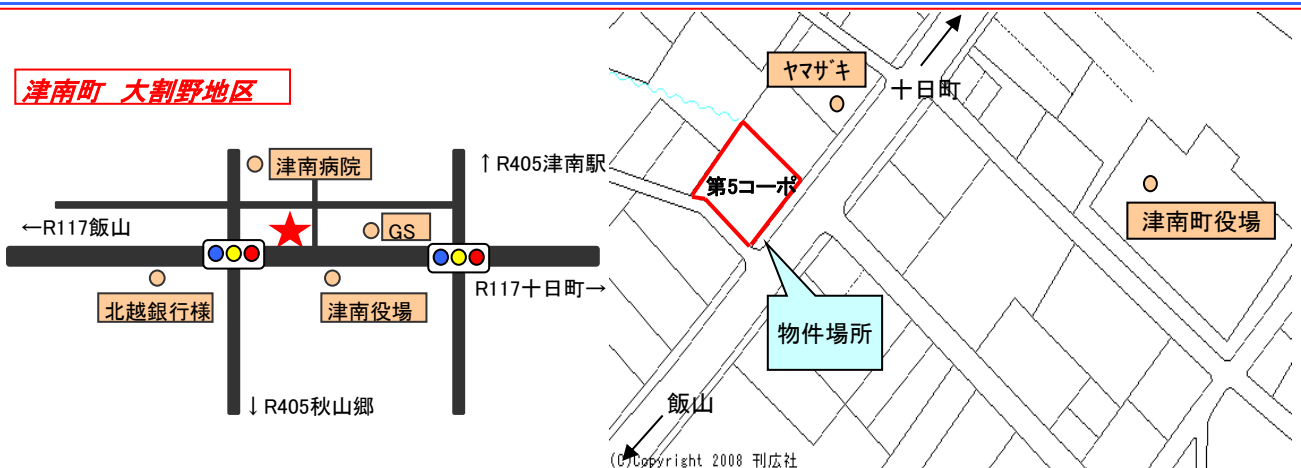 津南町 大割野地区
津南病院
↑R405津南駅
←R117飯山
GS
R117十日町→
北越銀行様
津南役場
↓R405秋山郷
ヤマザキ
十日町
第5コーポ
津南町役場
物件場所
飯山
(C)Copyright 2008 刊広社